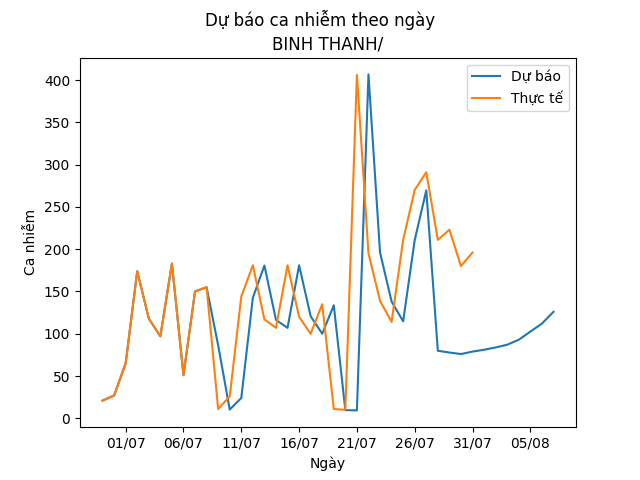 Dự báo ca nhiễm theo ngày
BINH THANH/
Dự báo
Thực tế
Ca nhiễm
400
350
300
250
200
150
100
50
0
01/07 06/07 11/07 16/07 21/07 26/07 31/07 05/08
Ngày